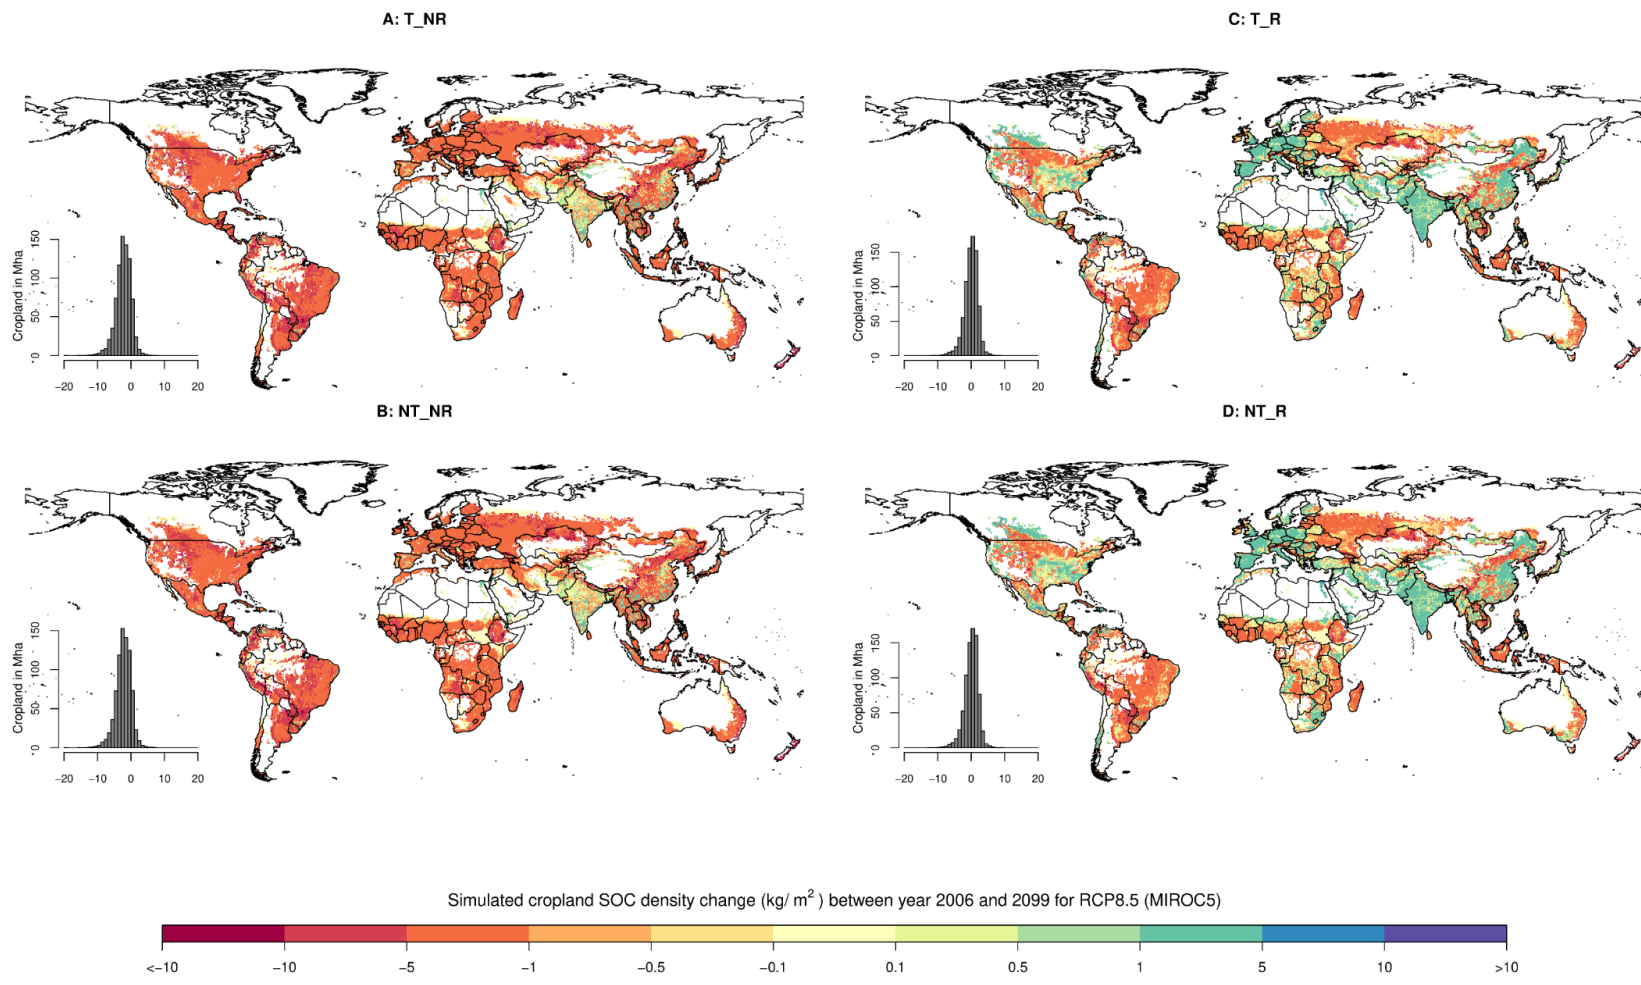 A: T_NR
C: T_R
Cropland in Mha
150
100
50
0
−20 −10 0 10 20
Cropland in Mha
150
100
50
0
−20 −10 0 10 20
B: NT_NR
D: NT_R
Cropland in Mha
150
100
50
0
−20 −10 0 10 20
Cropland in Mha
150
100
50
0
−20 −10 0 10 20
Simulated cropland SOC density change (kg/ m² ) between year 2006 and 2099 for RCP8.5 (MIROC5)
<−10 −10 −5 −1 −0.5 −0.1 0.1 0.5 1 5 10 >10